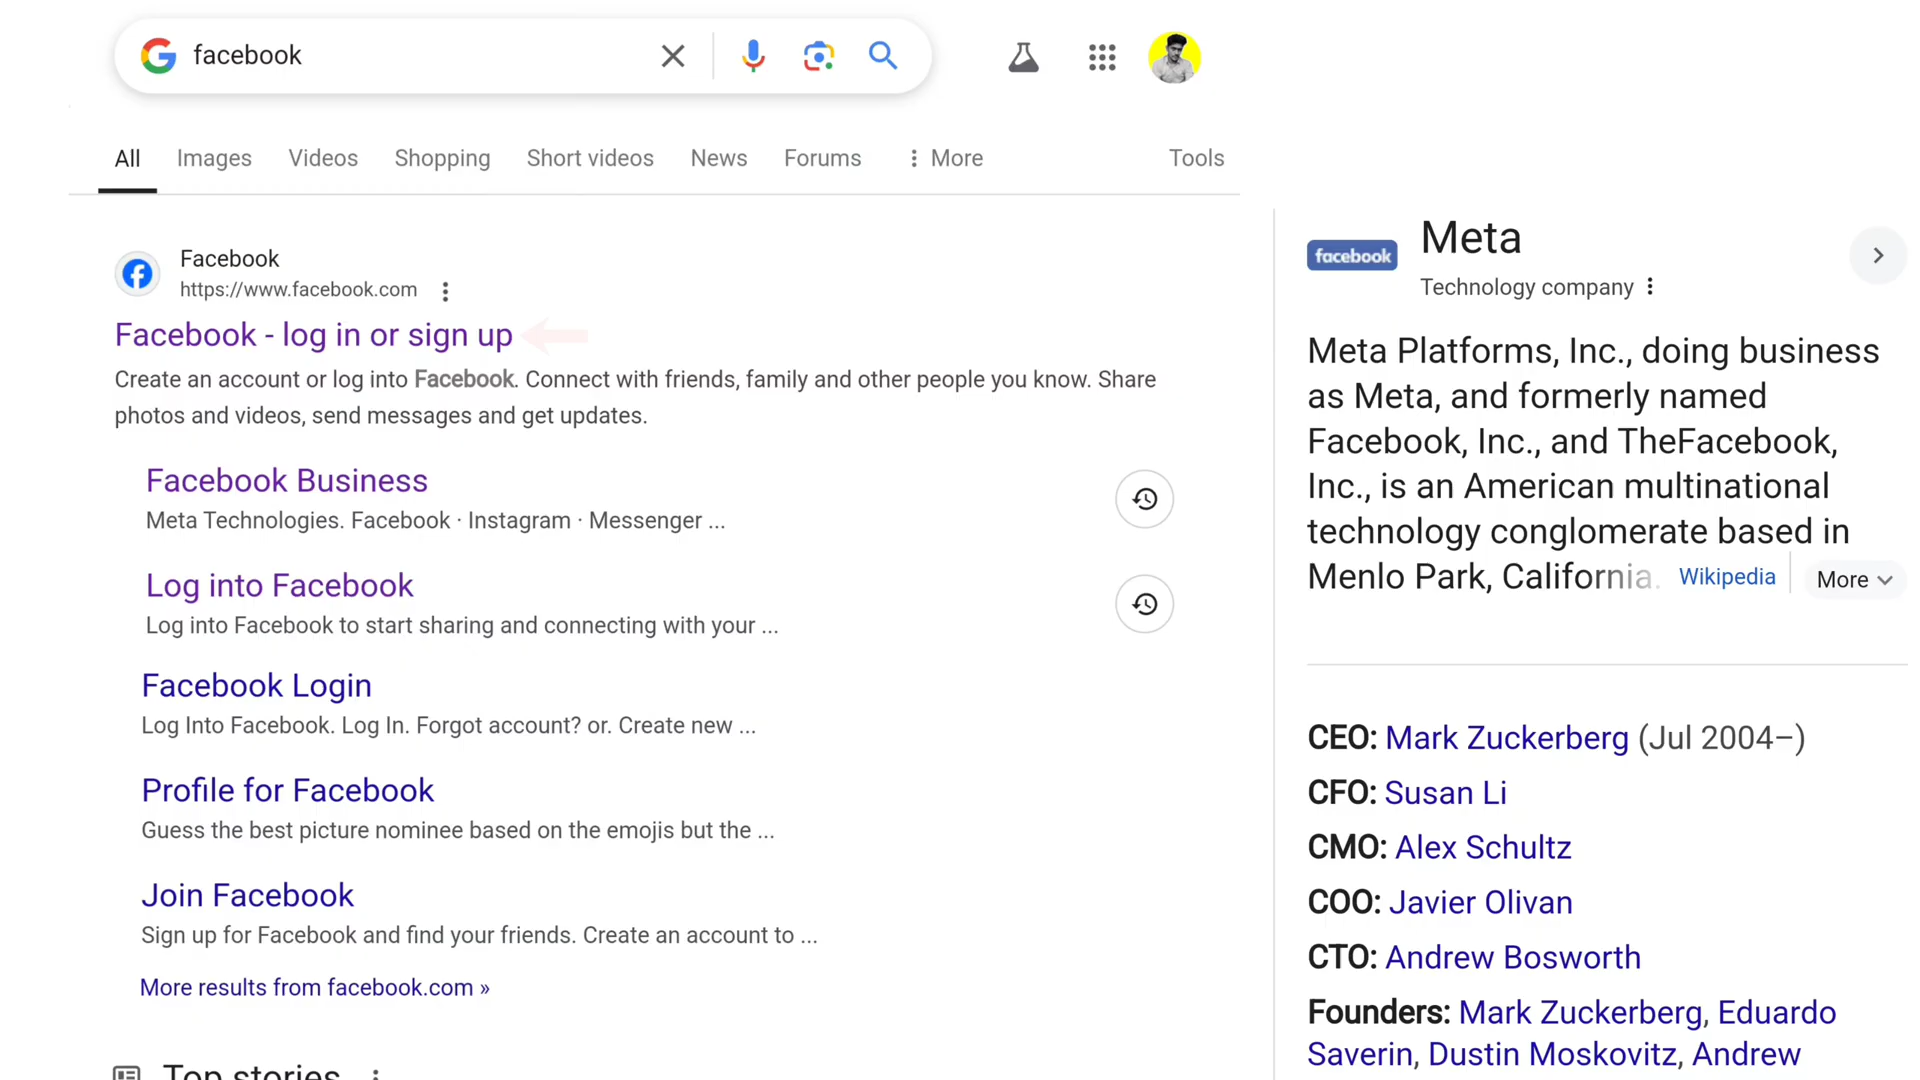 facebook
All Images Videos Shopping Short videos News Forums More Tools
Facebook
https://www.facebook.com
Facebook - log in or sign up
Create an account or log into Facebook. Connect with friends, family and other people you know. Share
photos and videos, send messages and get updates.
Facebook Business
Meta Technologies. Facebook · Instagram · Messenger ...
Log into Facebook
Log into Facebook to start sharing and connecting with your ...
Facebook Login
Log Into Facebook. Log In. Forgot account? or. Create new ...
Profile for Facebook
Guess the best picture nominee based on the emojis but the ...
Join Facebook
Sign up for Facebook and find your friends. Create an account to ...
More results from facebook.com »
Top stories
facebook
Meta
Technology company
Meta Platforms, Inc., doing business
as Meta, and formerly named
Facebook, Inc., and TheFacebook,
Inc., is an American multinational
technology conglomerate based in
Menlo Park, California. Wikipedia More
CEO: Mark Zuckerberg (Jul 2004–)
CFO: Susan Li
CMO: Alex Schultz
COO: Javier Olivan
CTO: Andrew Bosworth
Founders: Mark Zuckerberg, Eduardo
Saverin, Dustin Moskovitz, Andrew